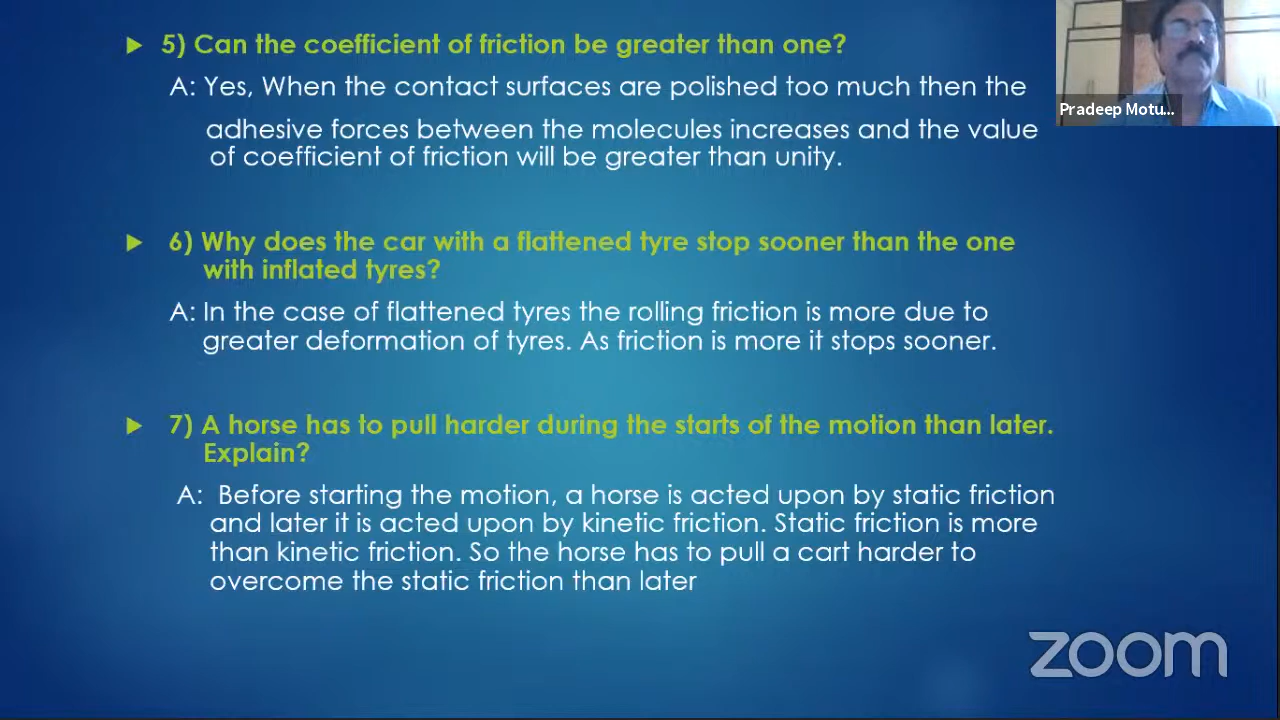 5) Can the coefficient of friction be greater than one?
A: Yes, When the contact surfaces are polished too much then the
adhesive forces between the molecules increases and the value
of coefficient of friction will be greater than unity.
Pradeep Motu...
6) Why does the car with a flattened tyre stop sooner than the one
with inflated tyres?
A: In the case of flattened tyres the rolling friction is more due to
greater deformation of tyres. As friction is more it stops sooner.
7) A horse has to pull harder during the starts of the motion than later.
Explain?
A: Before starting the motion, a horse is acted upon by static friction
and later it is acted upon by kinetic friction. Static friction is more
than kinetic friction. So the horse has to pull a cart harder to
overcome the static friction than later
zoom